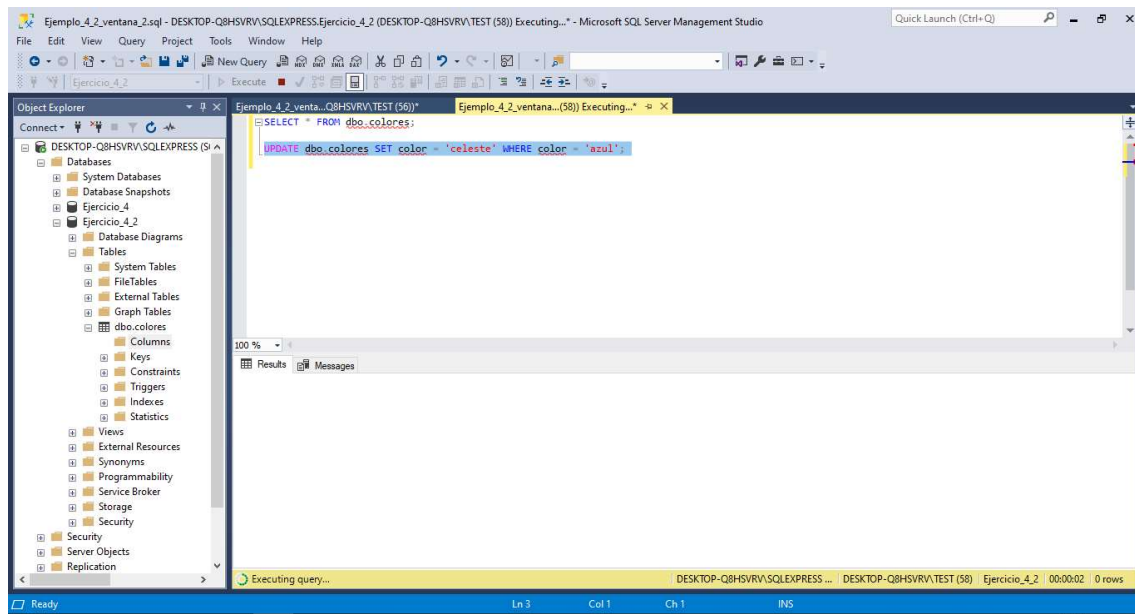 Ejemplo_4_2_ventana_2.sql - DESKTOP-Q8HSVRV\SQLEXPRESS.Ejercicio_4_2 (DESKTOP-Q8HSVRV\TEST (58)) Executing...* - Microsoft SQL Server Management Studio
Quick Launch (Ctrl+Q)
File Edit View Query Project Tools Window Help
New Query
Ejercicio_4_2
Execute
Object Explorer
Ejemplo_4_2_venta...Q8HSVRV\TEST (56))*
Ejemplo_4_2_ventana...(58)) Executing...*
Connect
SELECT * FROM dbo.colores;
UPDATE dbo.colores SET color = 'celeste' WHERE color = 'azul';
DESKTOP-Q8HSVRV\SQLEXPRESS (S
Databases
System Databases
Database Snapshots
Ejercicio_4
Ejercicio_4_2
Database Diagrams
Tables
System Tables
FileTables
External Tables
Graph Tables
dbo.colores
Columns
Keys
Constraints
Triggers
Indexes
Statistics
Views
External Resources
Synonyms
Programmability
Service Broker
Storage
Security
Security
Server Objects
Replication
100 %
Results Messages
Executing query...
DESKTOP-Q8HSVRV\SQLEXPRESS ...
DESKTOP-Q8HSVRV\TEST (58)
Ejercicio_4_2
00:00:02
0 rows
Ready
Ln 3
Col 1
Ch 1
INS